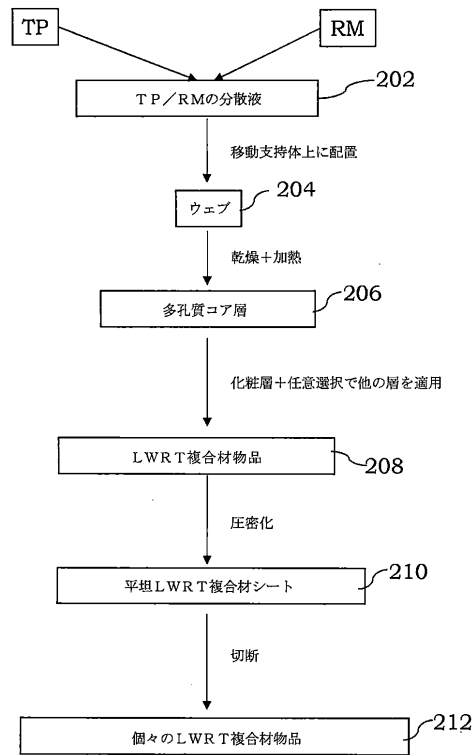 TP
RM
TP/RMの分散液
202
移動支持体上に配置
ウェブ
204
乾燥+加熱
多孔質コア層
206
化粧層+任意選択で他の層を適用
LWRT複合材物品
208
圧密化
平坦LWRT複合材シート
210
切断
個々のLWRT複合材物品
212